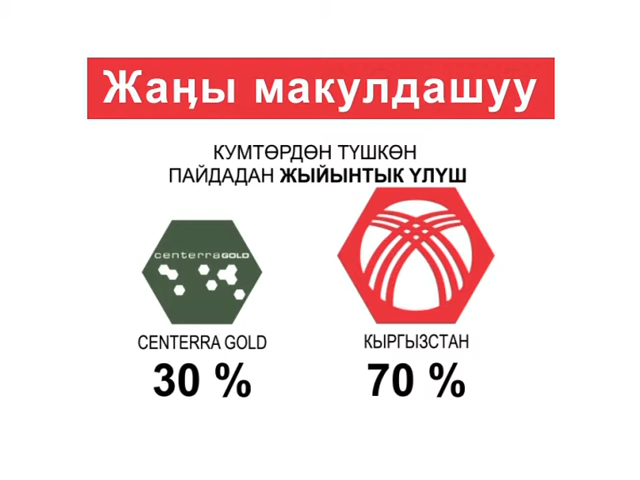 Жаңы макулдашуу
КУМТӨРДӨН ТҮШКӨН
ПАЙДАДАН ЖЫЙЫНТЫК ҮЛҮШ
centerraGOLD
CENTERRA GOLD
КЫРГЫЗСТАН
30 %
70 %